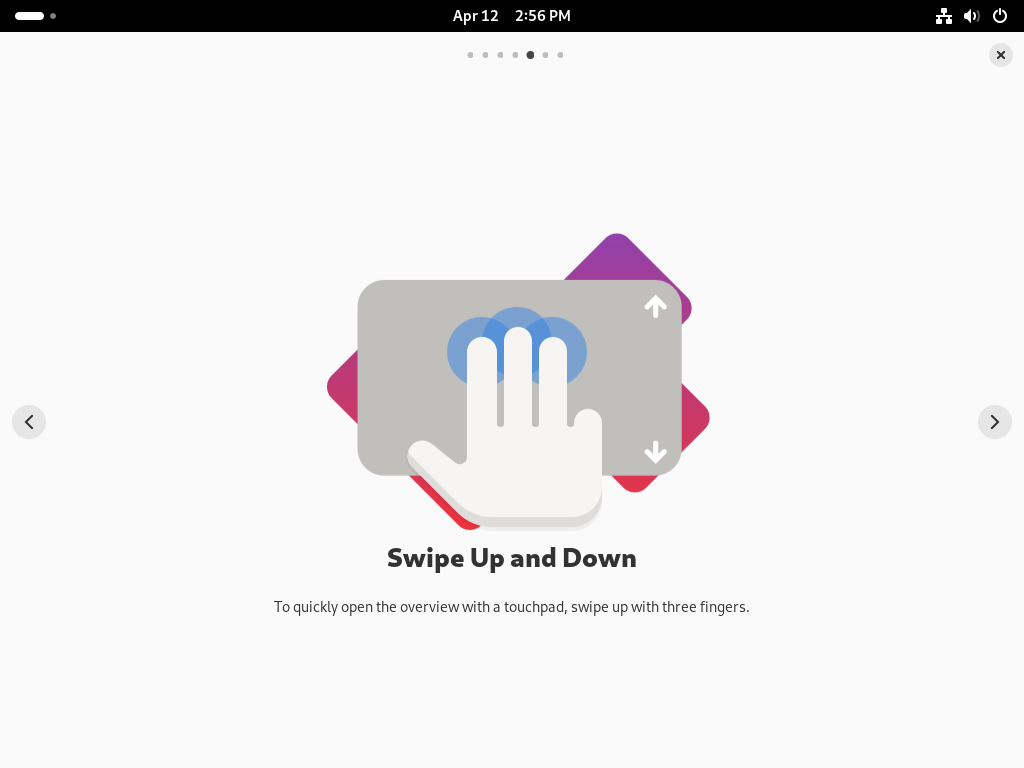 Apr 12 2:56 PM
Swipe Up and Down
To quickly open the overview with a touchpad, swipe up with three fingers.